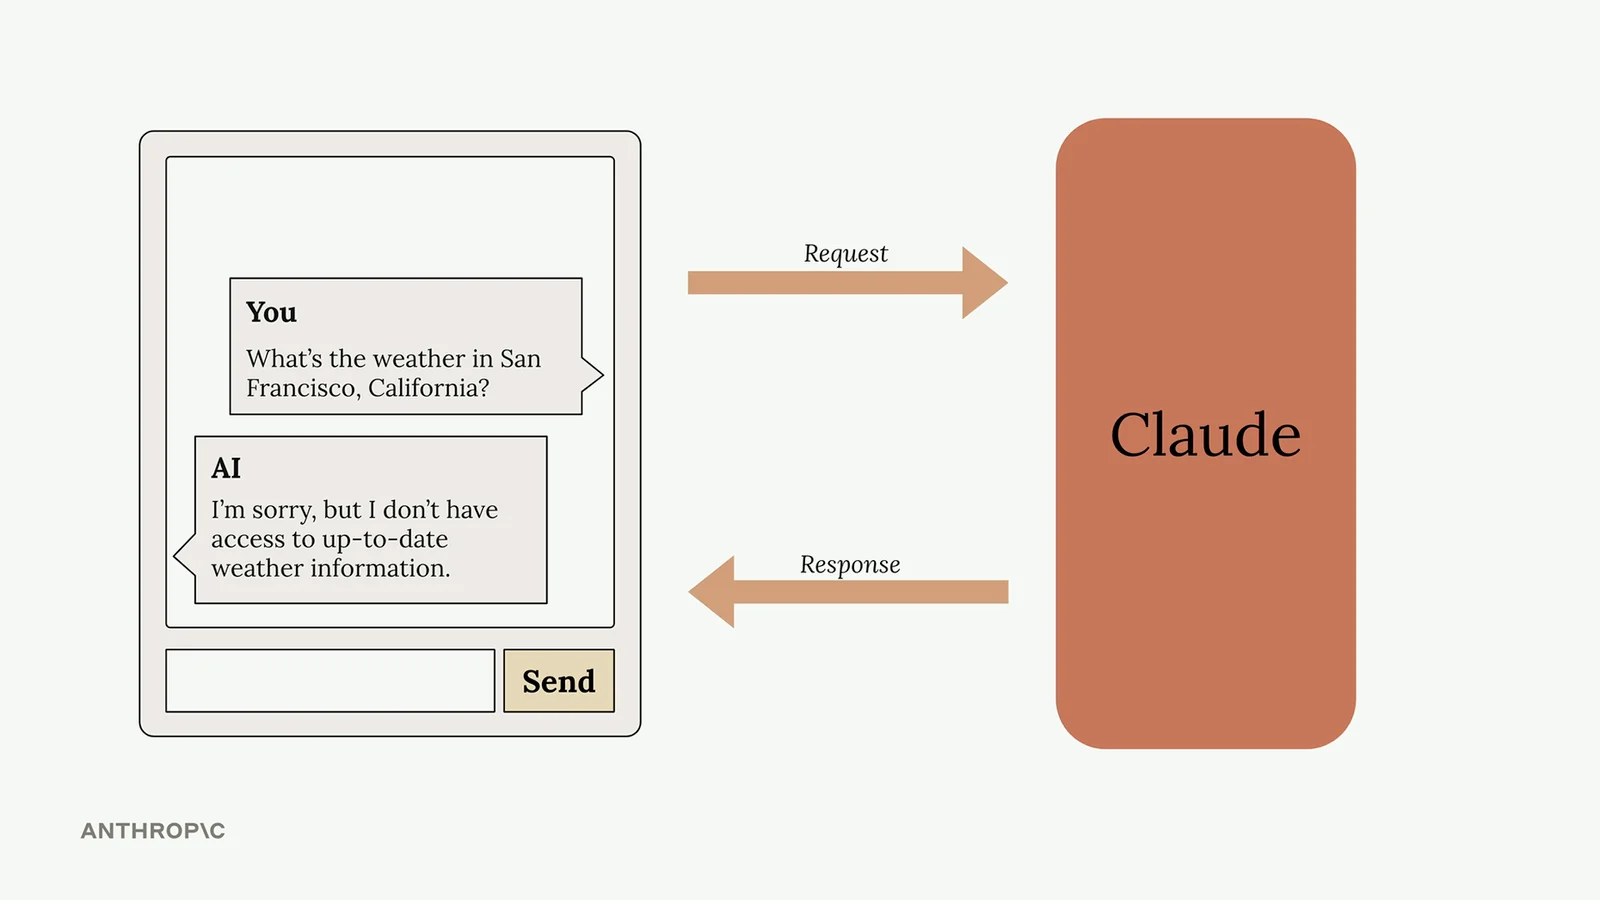 You
What’s the weather in San
Francisco, California?
AI
I’m sorry, but I don’t have
access to up-to-date
weather information.
Send
Request
Response
Claude
ANTHROP\C